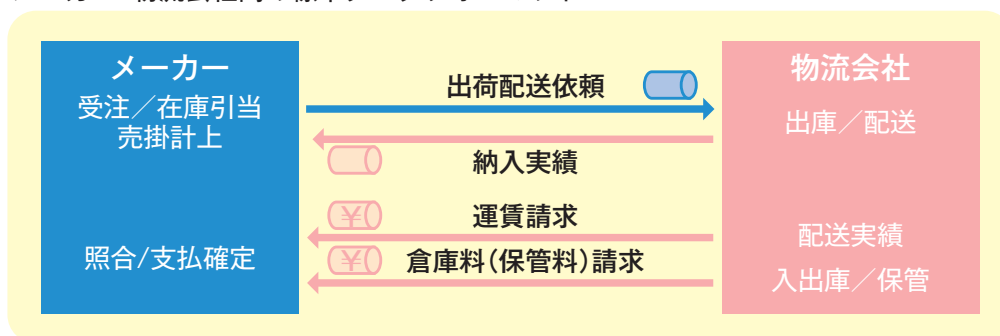 メーカー
受注／在庫引当
売掛計上
照合/支払確定
出荷配送依頼
納入実績
¥
運賃請求
¥
倉庫料（保管料）請求
物流会社
出庫／配送
配送実績
入出庫／保管